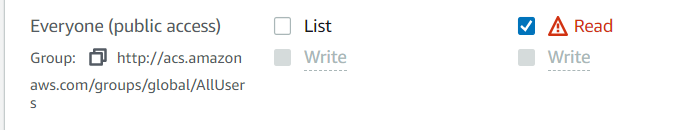 Everyone (public access) List Read
Group: http://acs.amazon Write Write
aws.com/groups/global/AllUser
s